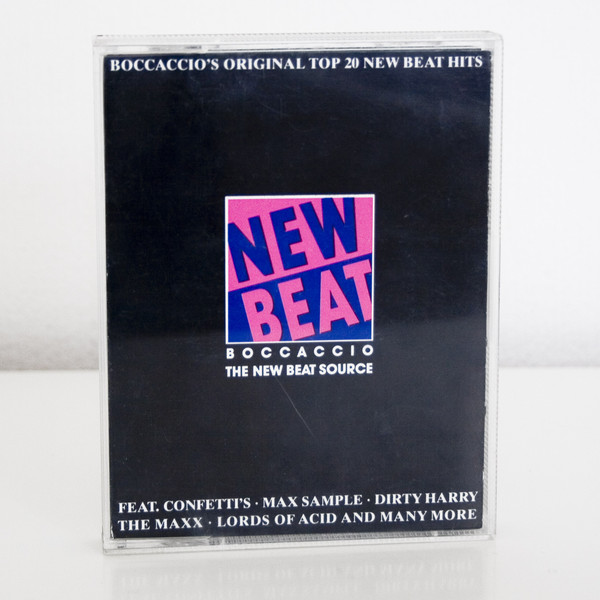 BOCCACCIO'S ORIGINAL TOP 20 NEW BEAT HITS
NEW
BEAT
BOCCACCIO
THE NEW BEAT SOURCE
FEAT. CONFETTI'S · MAX SAMPLE · DIRTY HARRY
THE MAXX · LORDS OF ACID AND MANY MORE